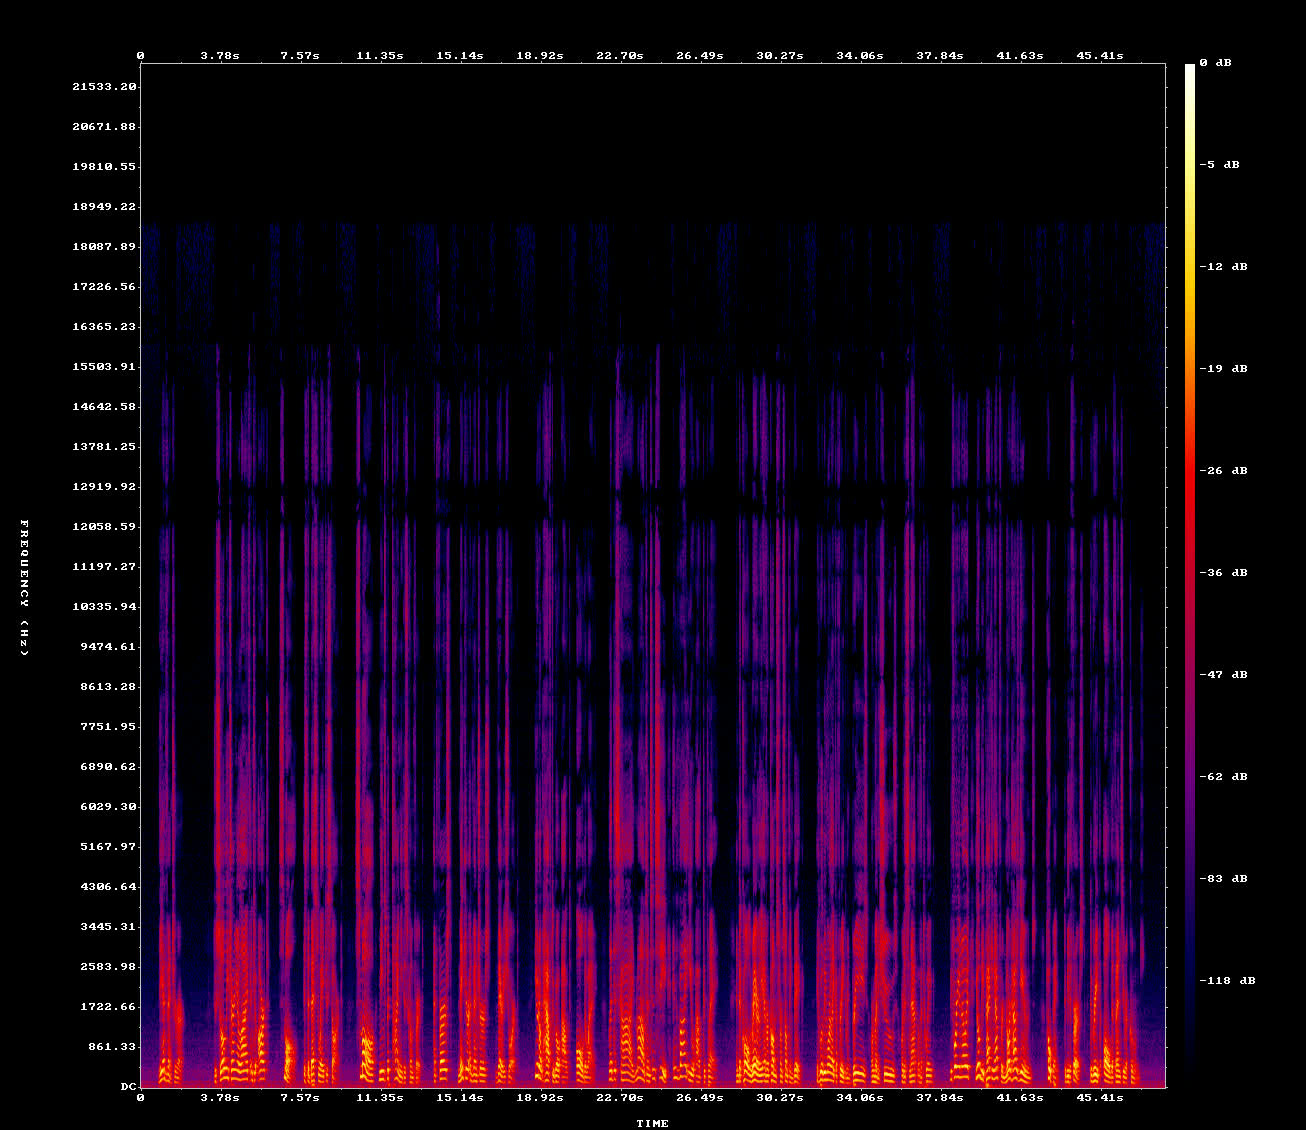 0 3.78s 7.57s 11.35s 15.14s 18.92s 22.70s 26.49s 30.27s 34.06s 37.84s 41.63s 45.41s
0 dB
21533.20
20671.88
19810.55
-5 dB
18949.22
18087.89
-12 dB
17226.56
16365.23
15503.91
-19 dB
14642.58
13781.25
-26 dB
12919.92
12058.59
11197.27
-36 dB
10335.94
9474.61
8613.28
-47 dB
7751.95
6890.62
-62 dB
6029.30
5167.97
4306.64
-83 dB
3445.31
2583.98
-118 dB
1722.66
861.33
DC
FREQUENCY (Hz)
0 3.78s 7.57s 11.35s 15.14s 18.92s 22.70s 26.49s 30.27s 34.06s 37.84s 41.63s 45.41s
TIME